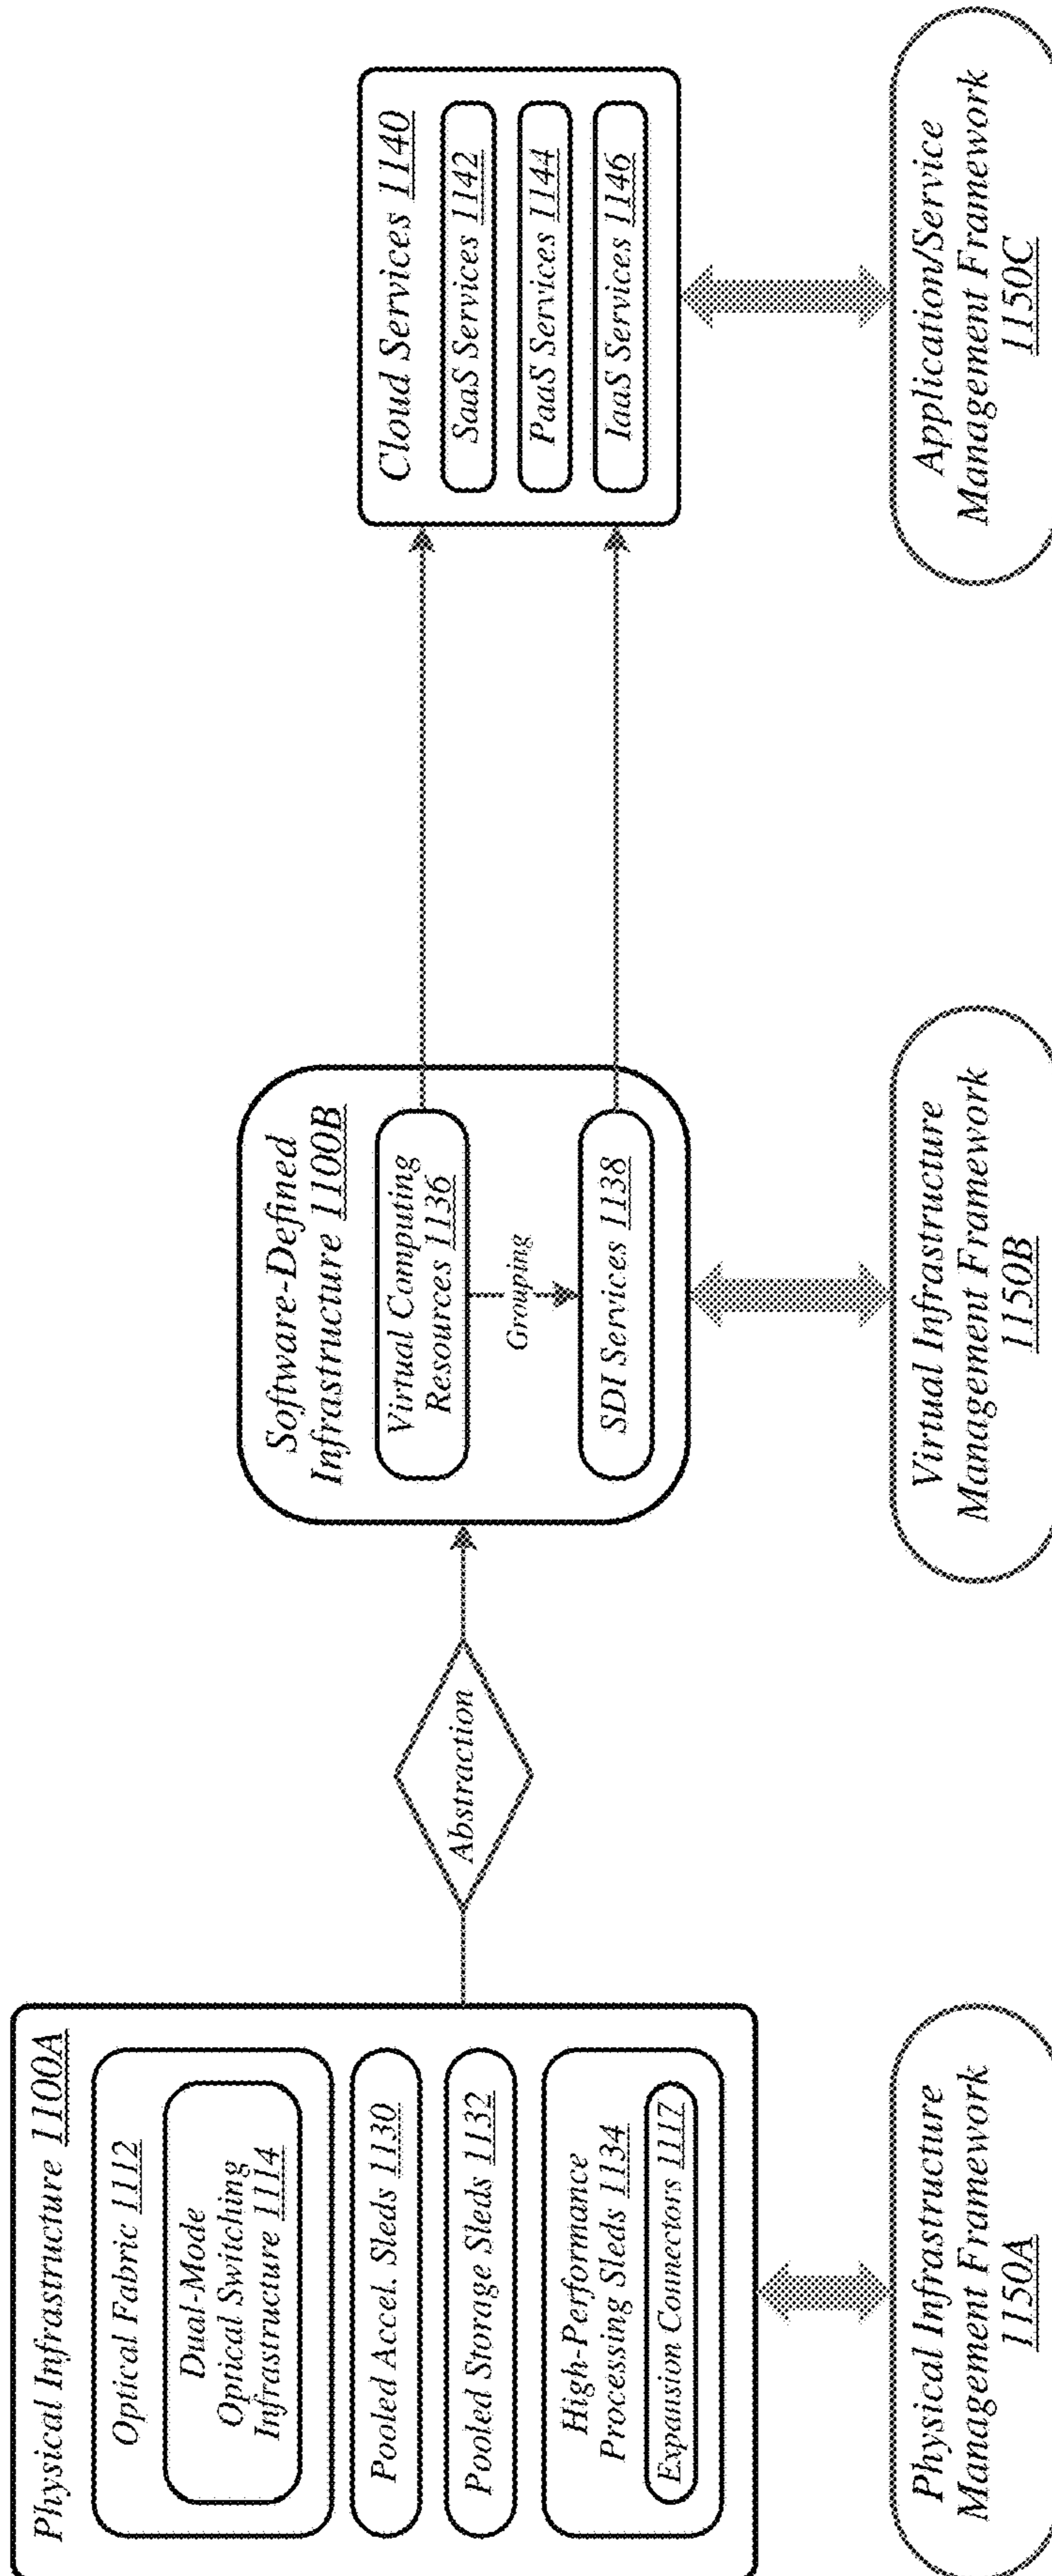 Physical Infrastructure 1100A
Optical Fabric 1112
Dual-Mode
Optical Switching
Infrastructure 1114
Pooled Accel. Sleds 1130
Pooled Storage Sleds 1132
High-Performance
Processing Sleds 1134
Expansion Connectors 1117
Abstraction
Software-Defined
Infrastructure 1100B
Virtual Computing
Resources 1136
Grouping
SDI Services 1138
Cloud Services 1140
SaaS Services 1142
PaaS Services 1144
IaaS Services 1146
Physical Infrastructure
Management Framework
1150A
Virtual Infrastructure
Management Framework
1150B
Application/Service
Management Framework
1150C